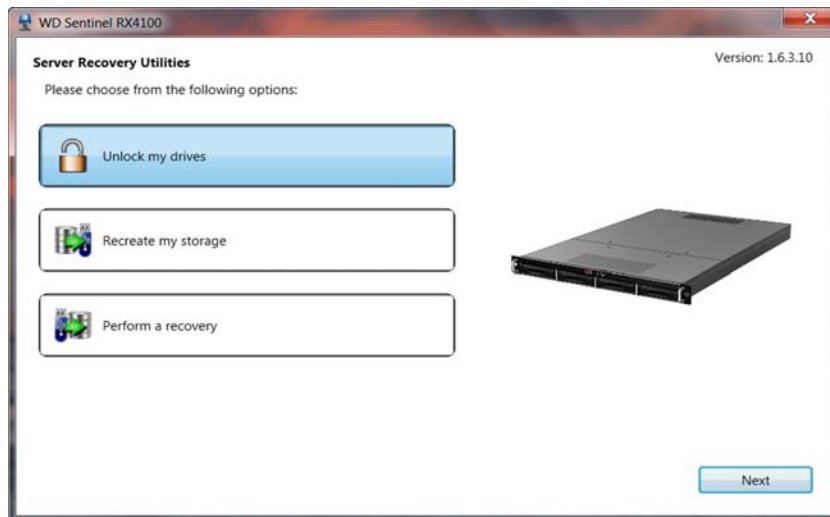 WD Sentinel RX4100
Server Recovery Utilities
Version: 1.6.3.10
Please choose from the following options:
Unlock my drives
Recreate my storage
Perform a recovery
Next